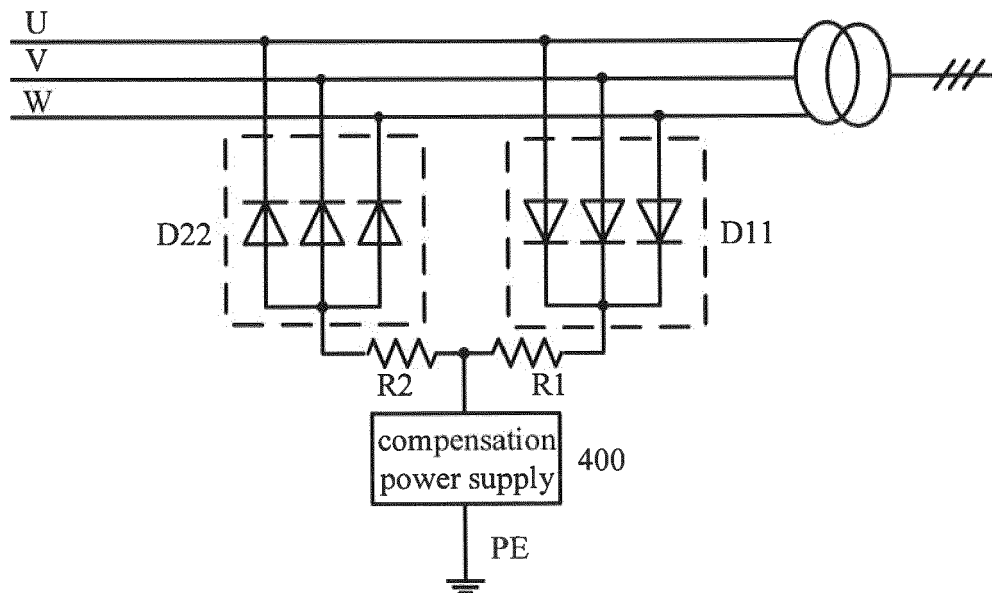 U
V
W
D22
D11
R2
R1
compensation
power supply
400
PE